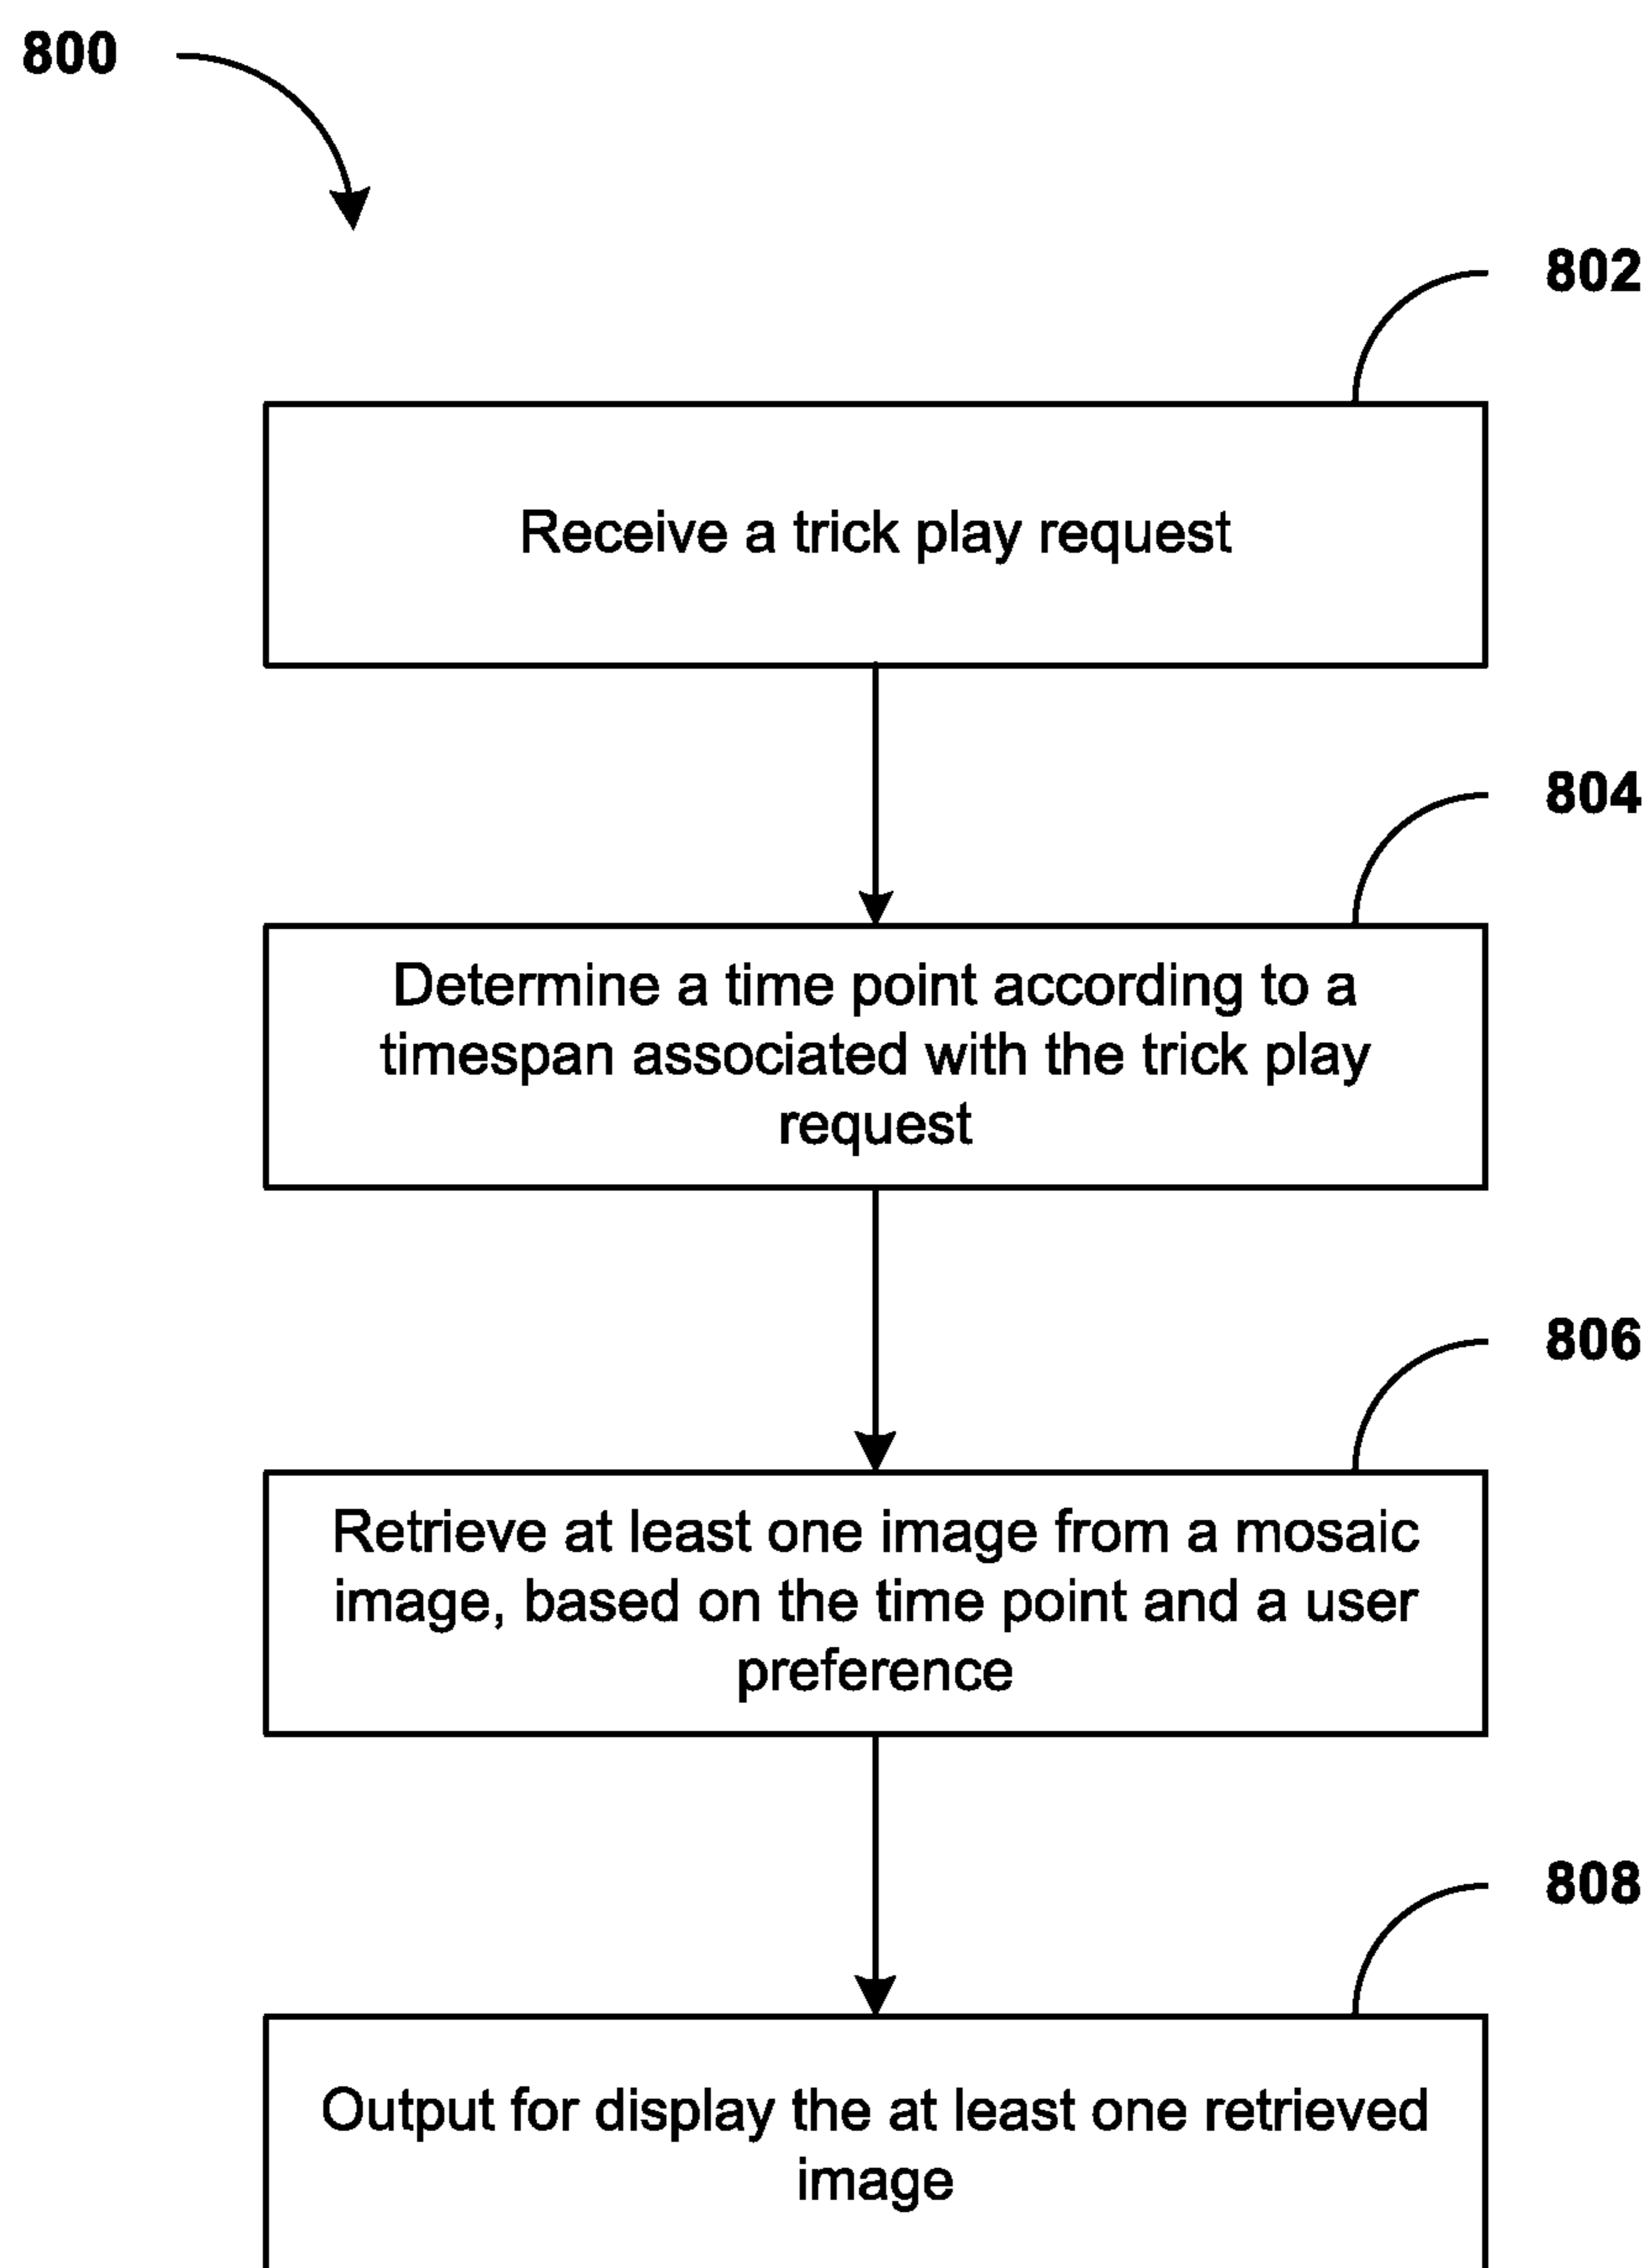 800
802
Receive a trick play request
804
Determine a time point according to a
timespan associated with the trick play
request
806
Retrieve at least one image from a mosaic
image, based on the time point and a user
preference
808
Output for display the at least one retrieved
image